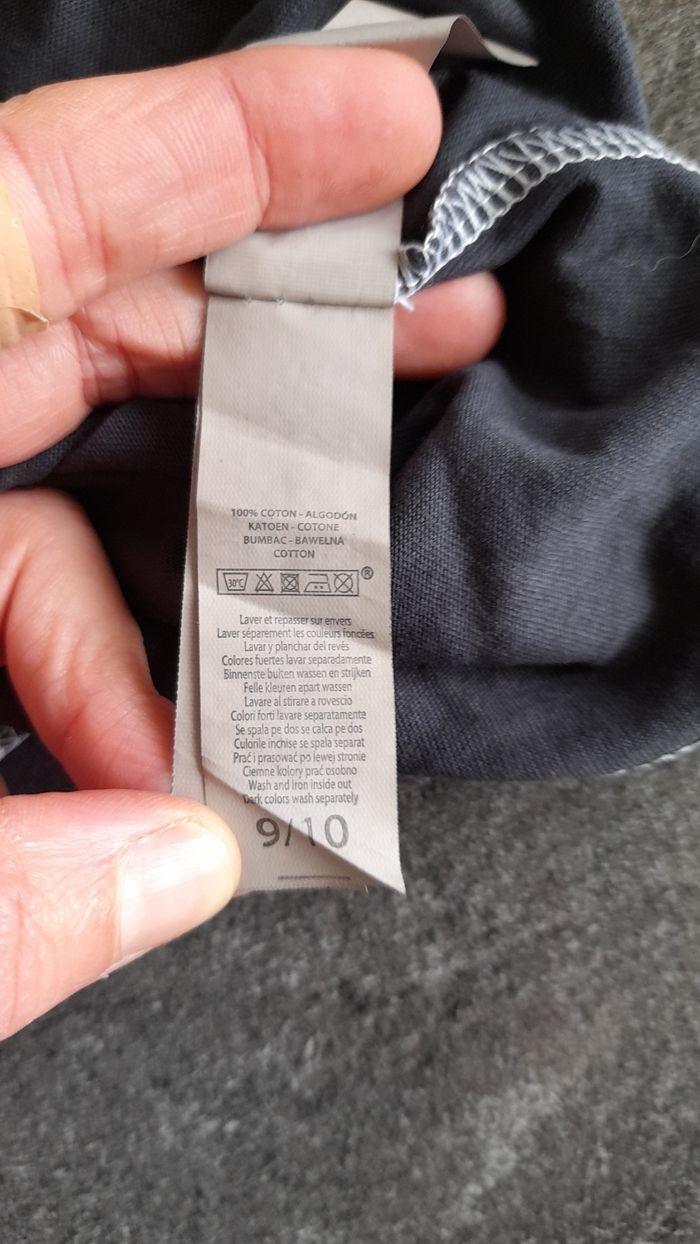 100% COTON - ALGODÓN
KATOEN - COTONE
BUMBAC - BAWEŁNA
COTTON
30°C ®
Laver et repasser sur envers
Laver séparement les couleurs foncées
Lavar y planchar del revés
Colores fuertes lavar separadamente
Binnenste buiten wassen en strijken
Felle kleuren apart wassen
Lavare al stirare a rovescio
Colori forti lavare separatamente
Se spala pe dos se calca pe dos
Culorile inchise se spala separat
Prać i prasować po lewej stronie
Ciemne kolory prać osobno
Wash and iron inside out
Dark colors wash separately
9/10